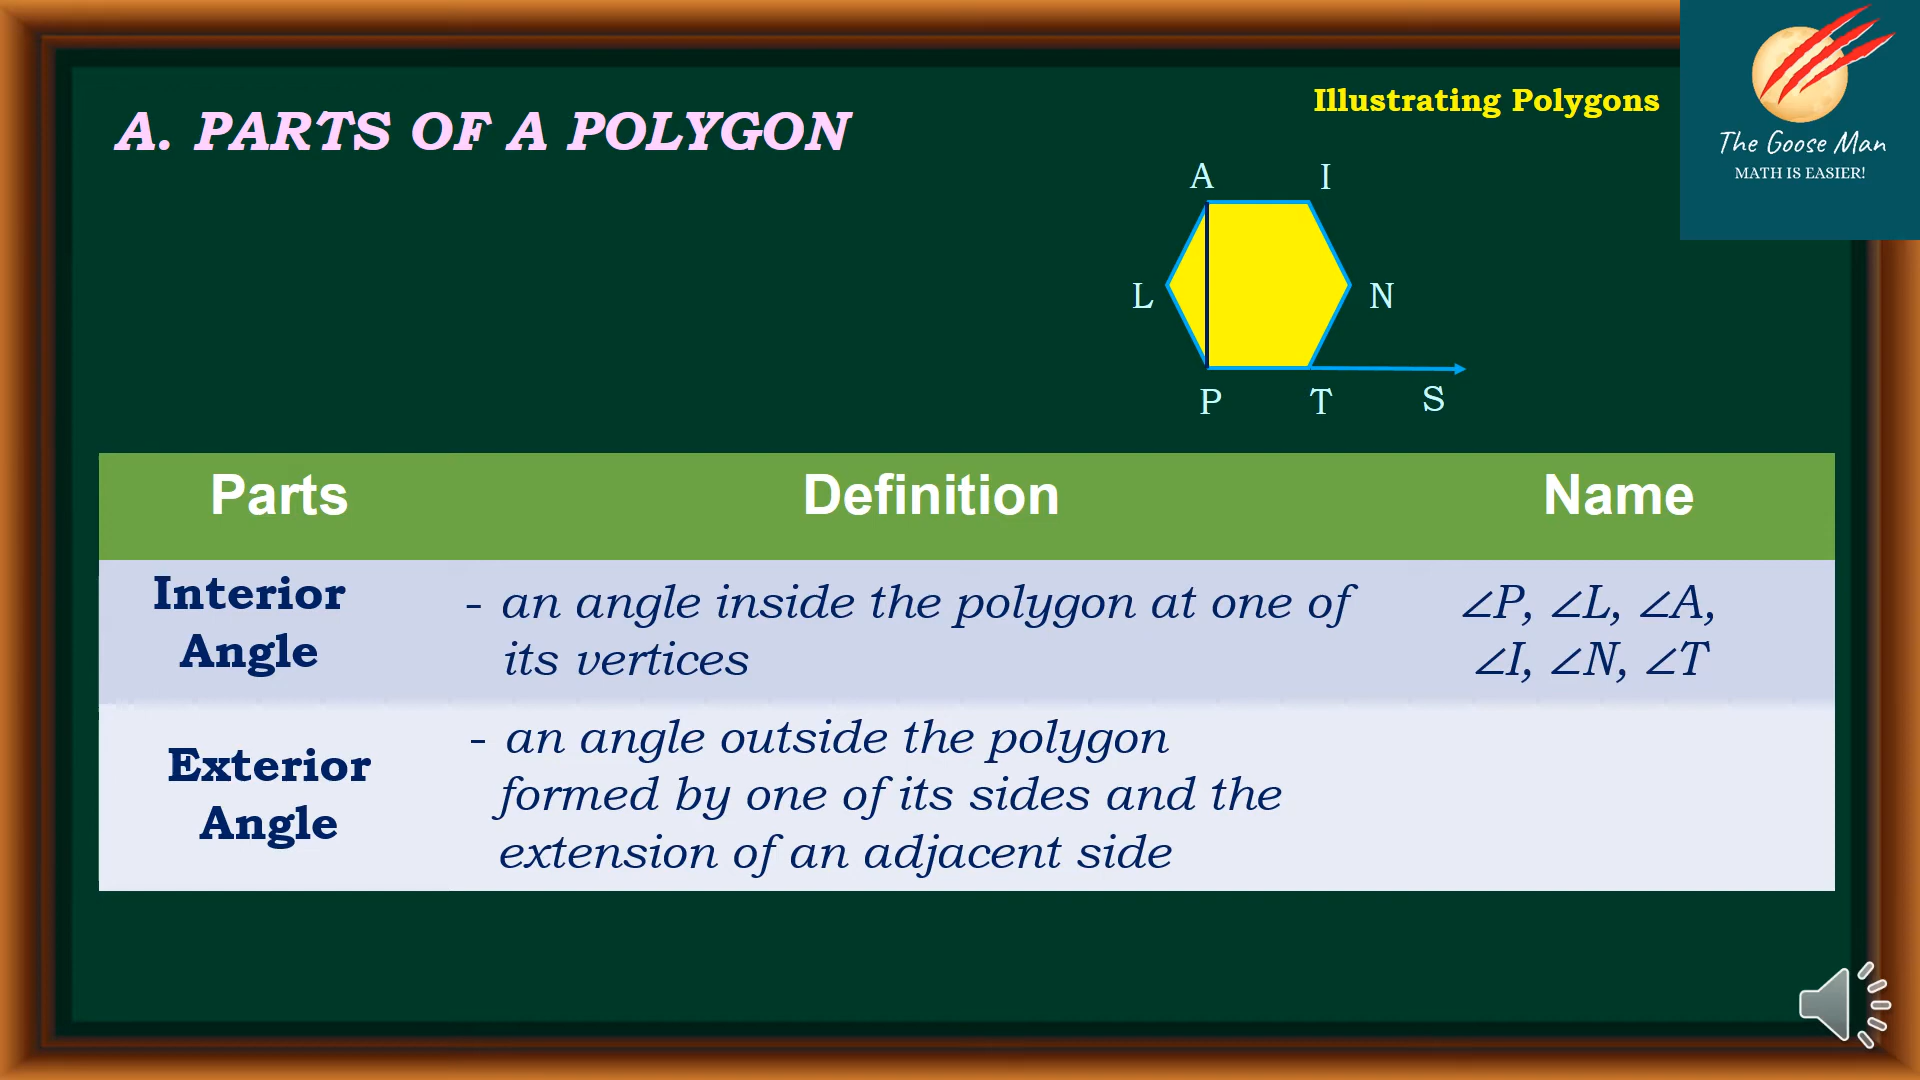 Illustrating Polygons
A. PARTS OF A POLYGON
The Goose Man
MATH IS EASIER!
A I
L N
P T S
Parts Definition Name
Interior
Angle
- an angle inside the polygon at one of
its vertices
∠P, ∠L, ∠A,
∠I, ∠N, ∠T
Exterior
Angle
- an angle outside the polygon
formed by one of its sides and the
extension of an adjacent side